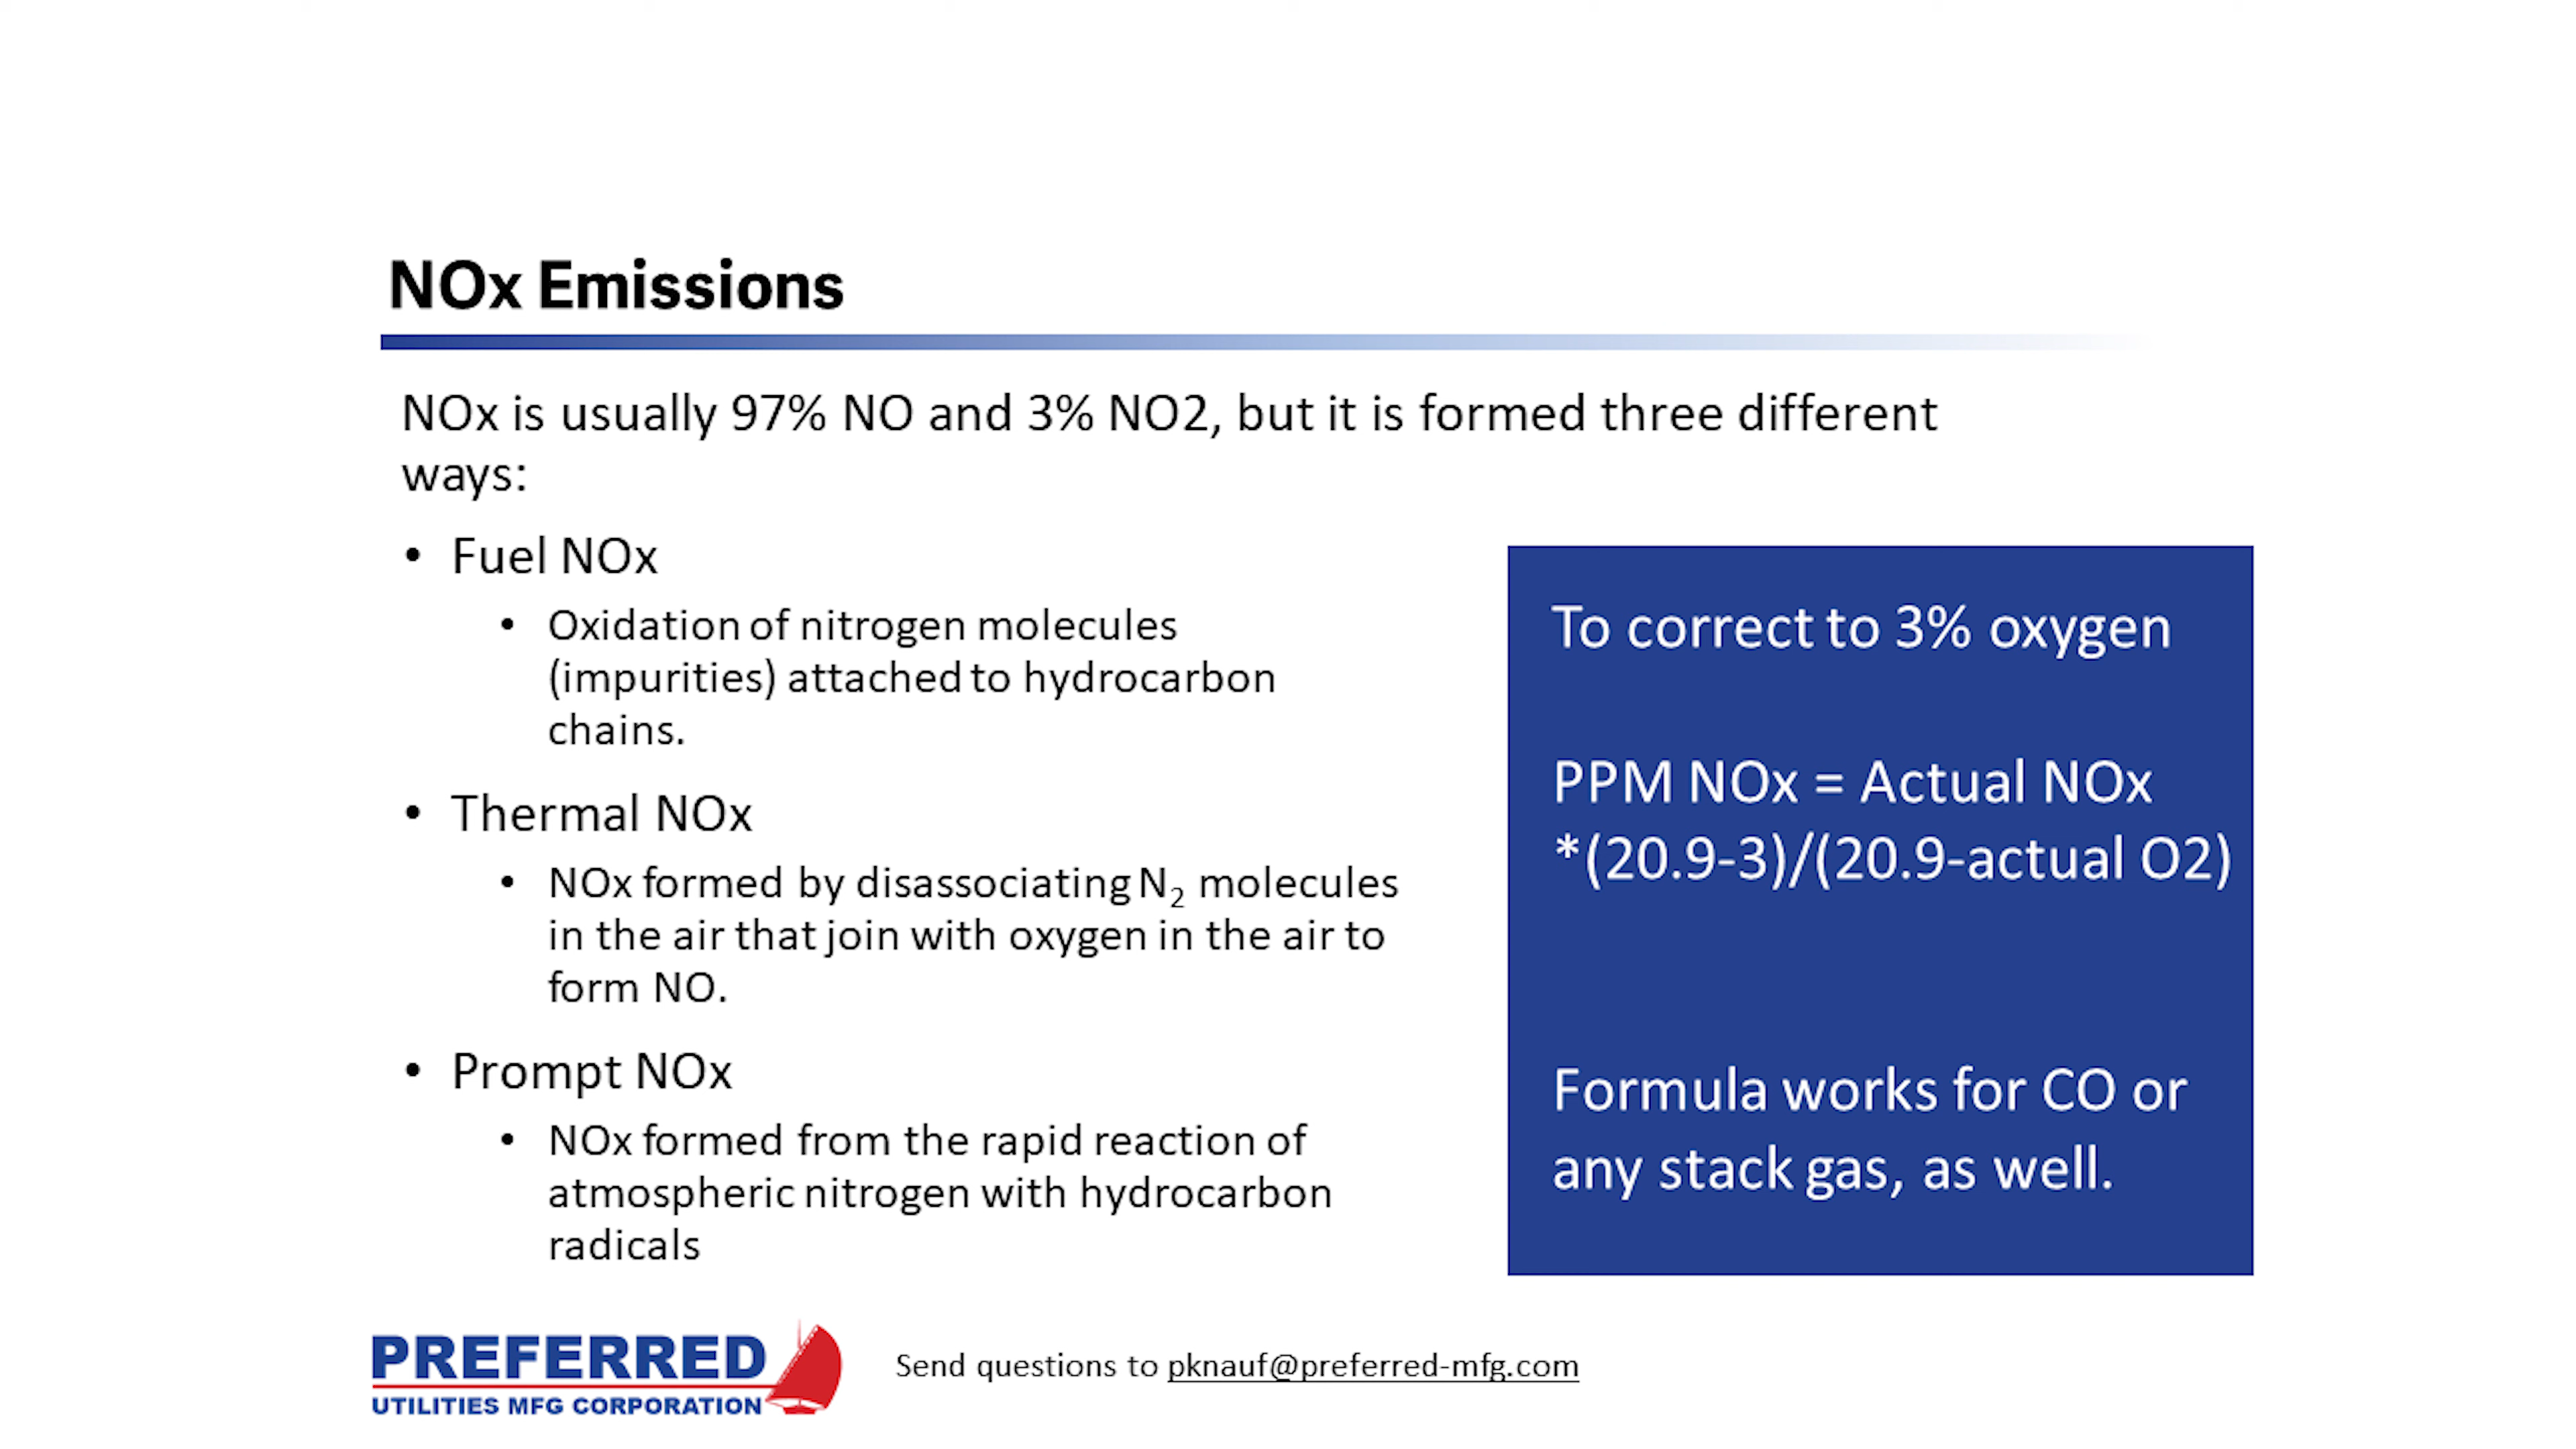 NOx Emissions
NOx is usually 97% NO and 3% NO2, but it is formed three different
ways:
• Fuel NOx
• Oxidation of nitrogen molecules
(impurities) attached to hydrocarbon
chains.
• Thermal NOx
• NOx formed by disassociating N₂ molecules
in the air that join with oxygen in the air to
form NO.
• Prompt NOx
• NOx formed from the rapid reaction of
atmospheric nitrogen with hydrocarbon
radicals
To correct to 3% oxygen
PPM NOx = Actual NOx
*(20.9-3)/(20.9-actual O2)
Formula works for CO or
any stack gas, as well.
PREFERRED
UTILITIES MFG CORPORATION
Send questions to pknauf@preferred-mfg.com